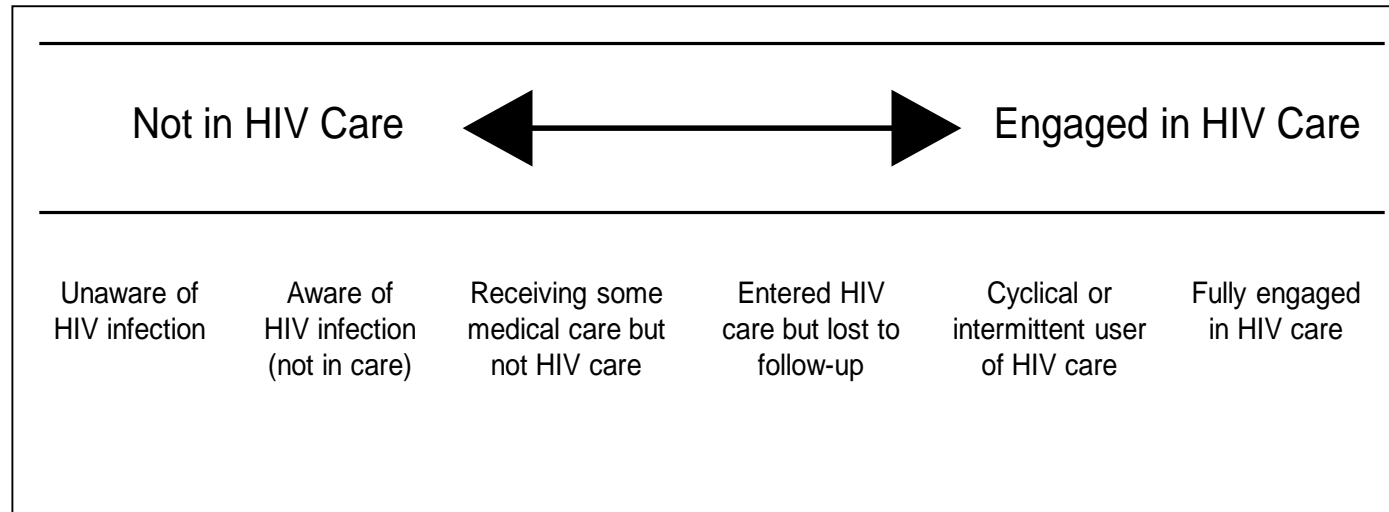 Not in HIV Care
Engaged in HIV Care
Unaware of
HIV infection
Aware of
HIV infection
(not in care)
Receiving some
medical care but
not HIV care
Entered HIV
care but lost to
follow-up
Cyclical or
intermittent user
of HIV care
Fully engaged
in HIV care